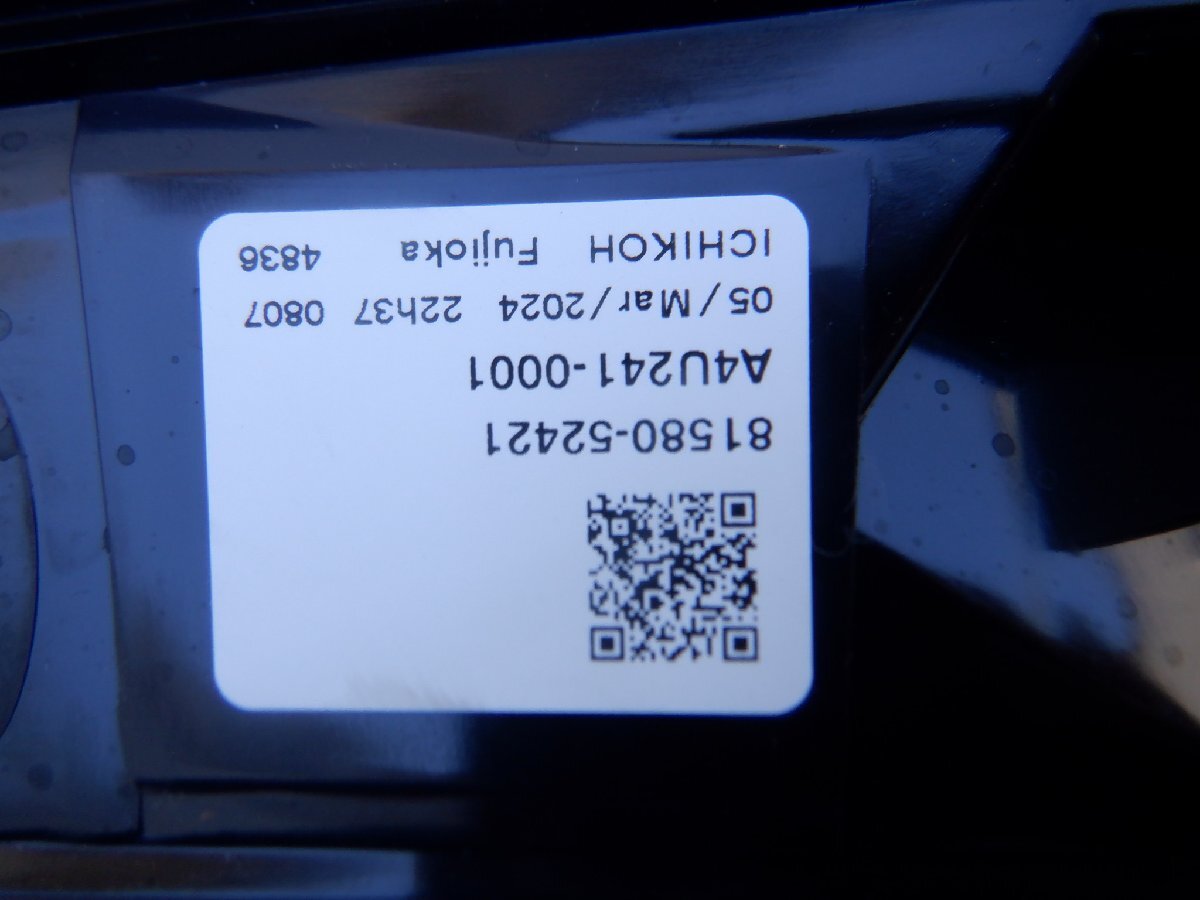 81580-52421
A4U241-0001
05/Mar/2024 22h37 0807
ICHIKOH Fujioka 4836